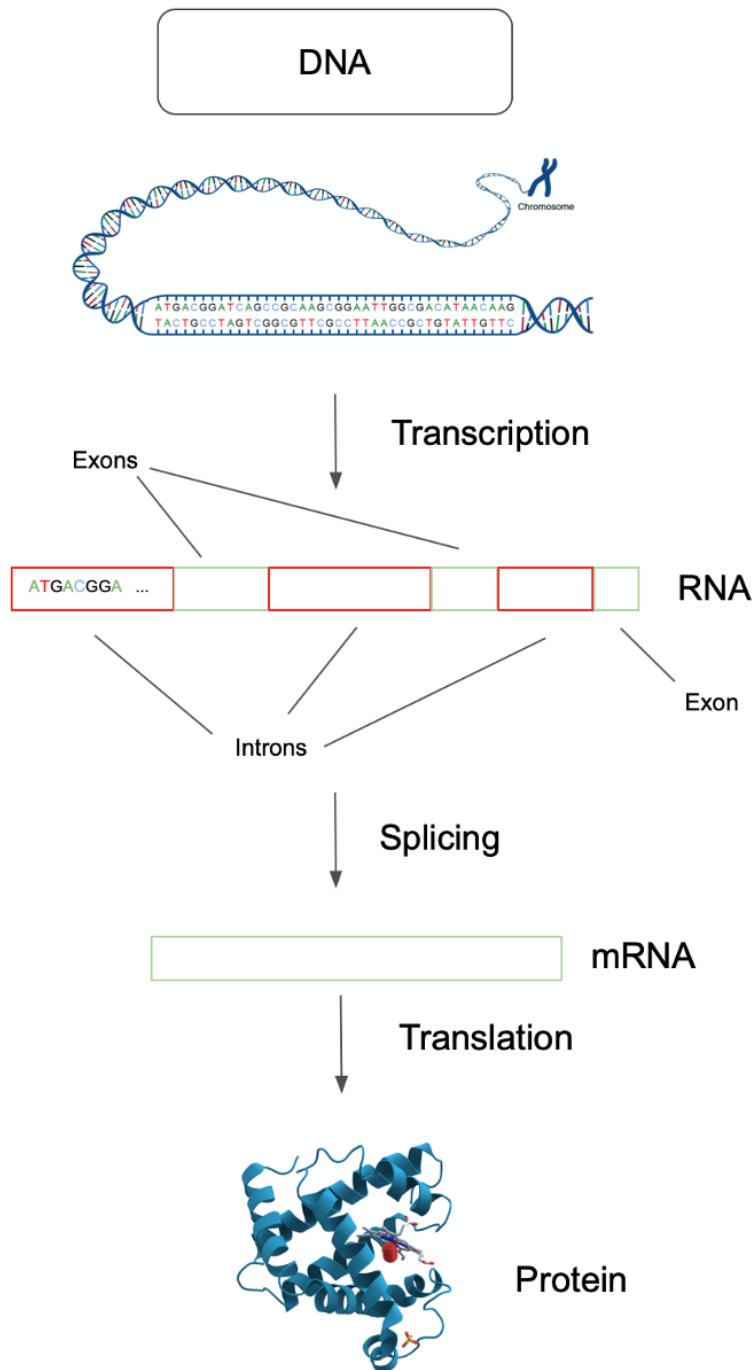 DNA
Chromosome
ATGACGGATCAGCCGCAAGCGGAATTGGCGACATAACAAG
TACTGCCTAGTCGGCGTTCGCCTTAACCGCTGTATTGTTC
Transcription
Exons
ATGACGGA ...
RNA
Exon
Introns
Splicing
mRNA
Translation
Protein